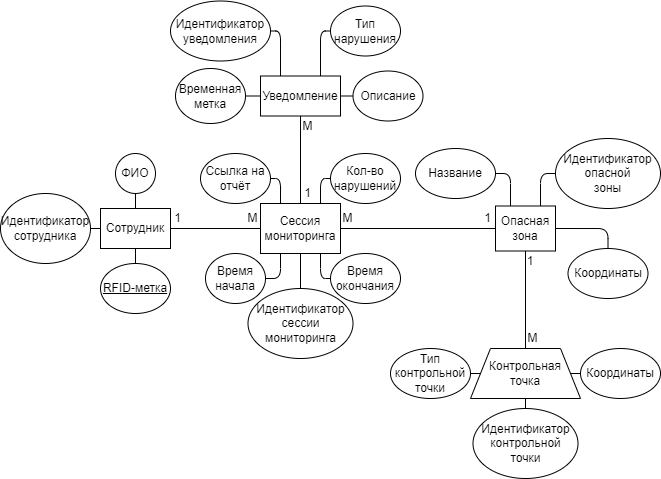 Идентификатор
уведомления
Тип
нарушения
Временная
метка
Уведомление
Описание
М
ФИО
Ссылка на
отчёт
Кол-во
нарушений
Название
Идентификатор
опасной
зоны
1
Идентификатор
сотрудника
Сотрудник
1
М
Сессия
мониторинга
М
1
Опасная
зона
1
Координаты
RFID-метка
Время
начала
Время
окончания
Идентификатор
сессии
мониторинга
М
Тип
контрольной
точки
Контрольная
точка
Координаты
Идентификатор
контрольной
точки